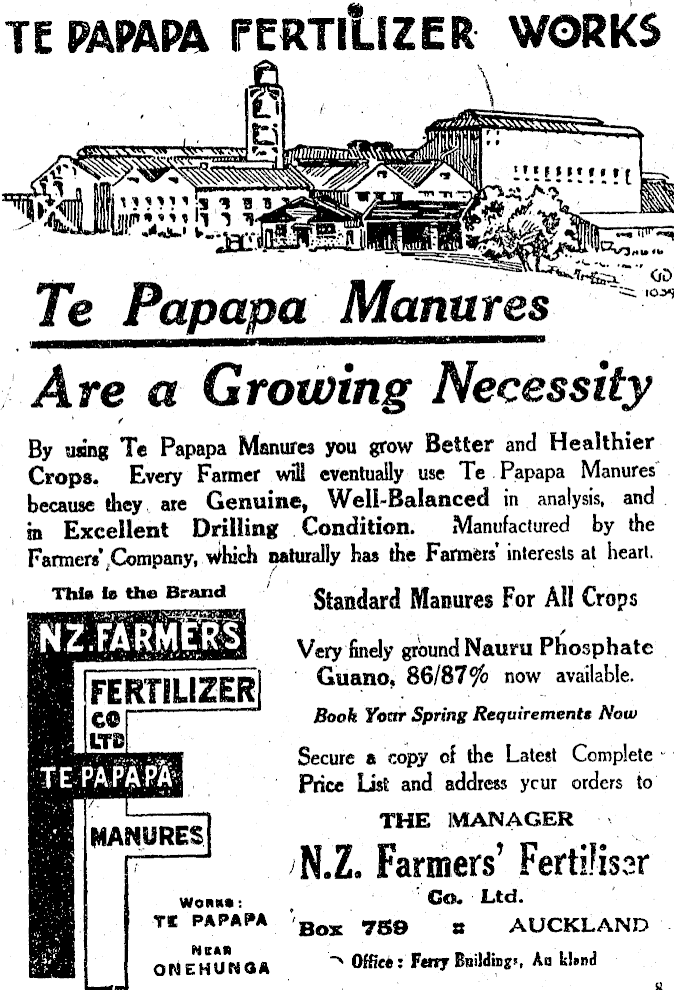 TE PAPAPA FERTILIZER WORKS
Te Papapa Manures
Are a Growing Necessity
By using Te Papapa Manures you grow Better and Healthier
Crops. Every Farmer will eventually use Te Papapa Manures
because they are Genuine, Well-Balanced in analysis, and
in Excellent Drilling Condition. Manufactured by the
Farmers' Company, which naturally has the Farmers' interests at heart.
This is the Brand
N.Z. FARMERS
FERTILIZER
CO
LTD
TE PAPAPA
MANURES
Works:
TE PAPAPA
Near
ONEHUNGA
Standard Manures For All Crops
Very finely ground Nauru Phosphate
Guano, 86/87% now available.
Book Your Spring Requirements Now
Secure a copy of the Latest Complete
Price List and address your orders to
THE MANAGER
N.Z. Farmers' Fertiliser
Co. Ltd.
Box 759 :: AUCKLAND
Office: Ferry Buildings, Au kland
8